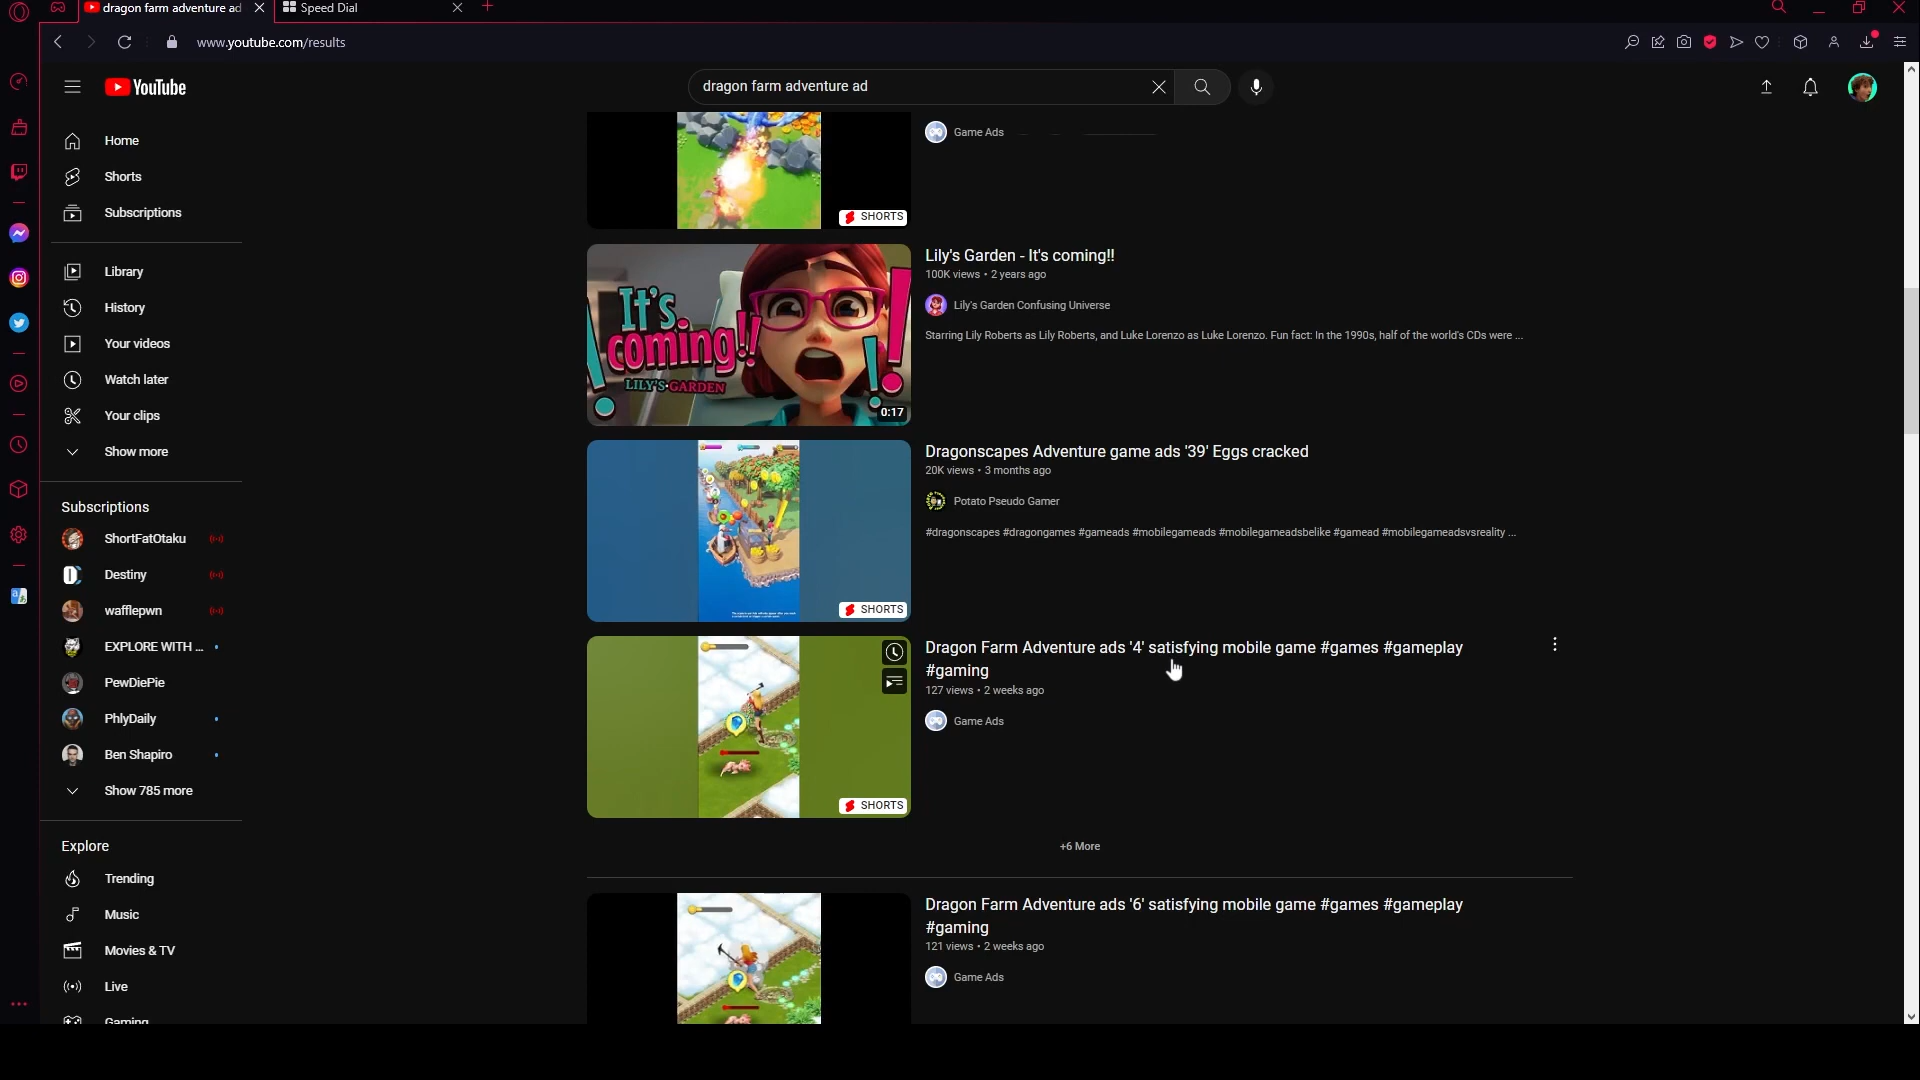 dragon farm adventure ad
Speed Dial
www.youtube.com/results
YouTube
dragon farm adventure ad
Home
Shorts
Subscriptions
Library
History
Your videos
Watch later
Your clips
Show more
Subscriptions
ShortFatOtaku
Destiny
wafflepwn
EXPLORE WITH ...
PewDiePie
PhlyDaily
Ben Shapiro
Show 785 more
Explore
Trending
Music
Movies & TV
Live
Gaming
Game Ads
SHORTS
It's
coming!!
LILY'S GARDEN
0:17
Lily's Garden - It's coming!!
100K views • 2 years ago
Lily's Garden Confusing Universe
Starring Lily Roberts as Lily Roberts, and Luke Lorenzo as Luke Lorenzo. Fun fact: In the 1990s, half of the world's CDs were ...
SHORTS
Dragonscapes Adventure game ads '39' Eggs cracked
20K views • 3 months ago
Potato Pseudo Gamer
#dragonscapes #dragongames #gameads #mobilegameads #mobilegameadsbelike #gamead #mobilegameadsvsreality ...
SHORTS
Dragon Farm Adventure ads '4' satisfying mobile game #games #gameplay
#gaming
127 views • 2 weeks ago
Game Ads
+6 More
Dragon Farm Adventure ads '6' satisfying mobile game #games #gameplay
#gaming
121 views • 2 weeks ago
Game Ads